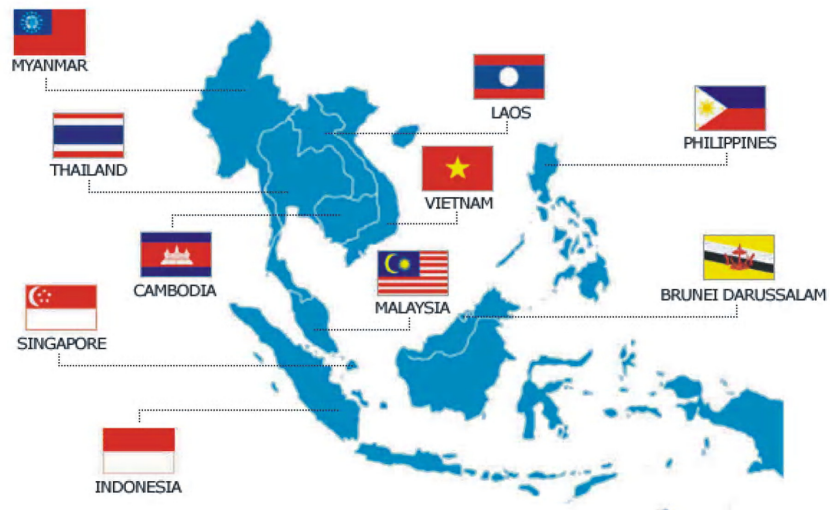 MYANMAR
LAOS
PHILIPPINES
THAILAND
VIETNAM
CAMBODIA
MALAYSIA
BRUNEI DARUSSALAM
SINGAPORE
INDONESIA